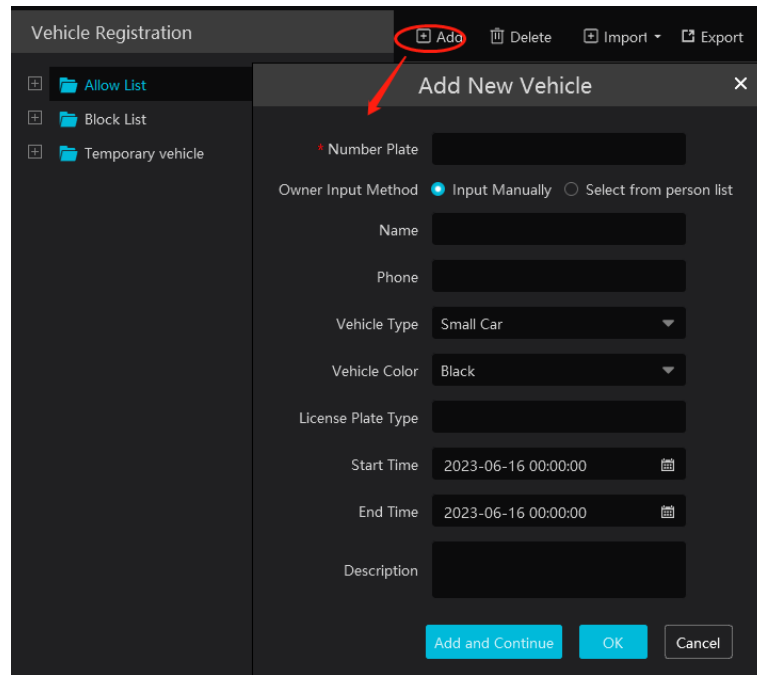 Vehicle Registration
Add Delete Import Export
Allow List
Block List
Temporary vehicle
Add New Vehicle
* Number Plate
Owner Input Method Input Manually Select from person list
Name
Phone
Vehicle Type Small Car
Vehicle Color Black
License Plate Type
Start Time 2023-06-16 00:00:00
End Time 2023-06-16 00:00:00
Description
Add and Continue OK Cancel